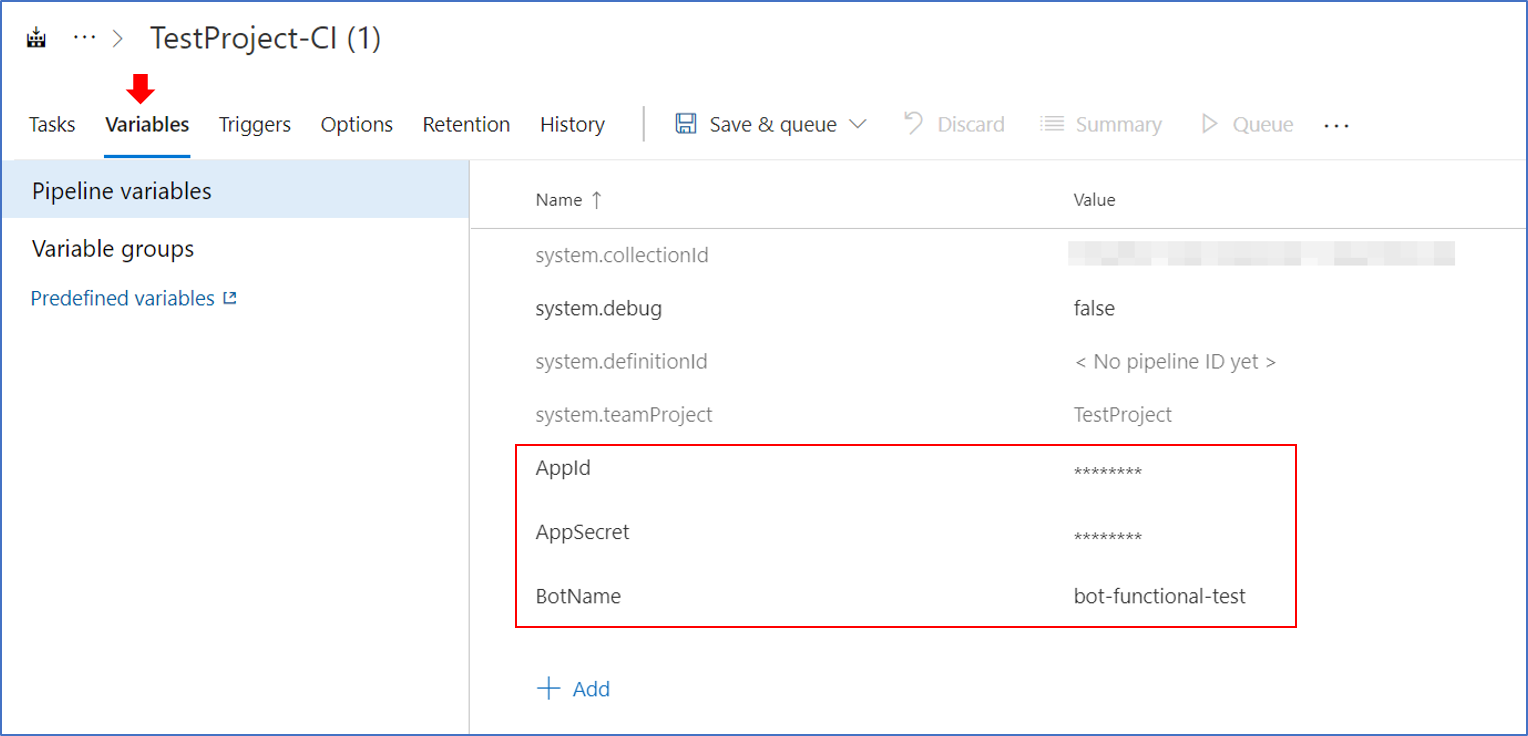 ... > TestProject-CI (1)
Tasks Variables Triggers Options Retention History Save & queue Discard Summary Queue ...
Pipeline variables
Variable groups
Predefined variables
Name ↑ Value
system.collectionId
system.debug false
system.definitionId < No pipeline ID yet >
system.teamProject TestProject
AppId ********
AppSecret ********
BotName bot-functional-test
+ Add